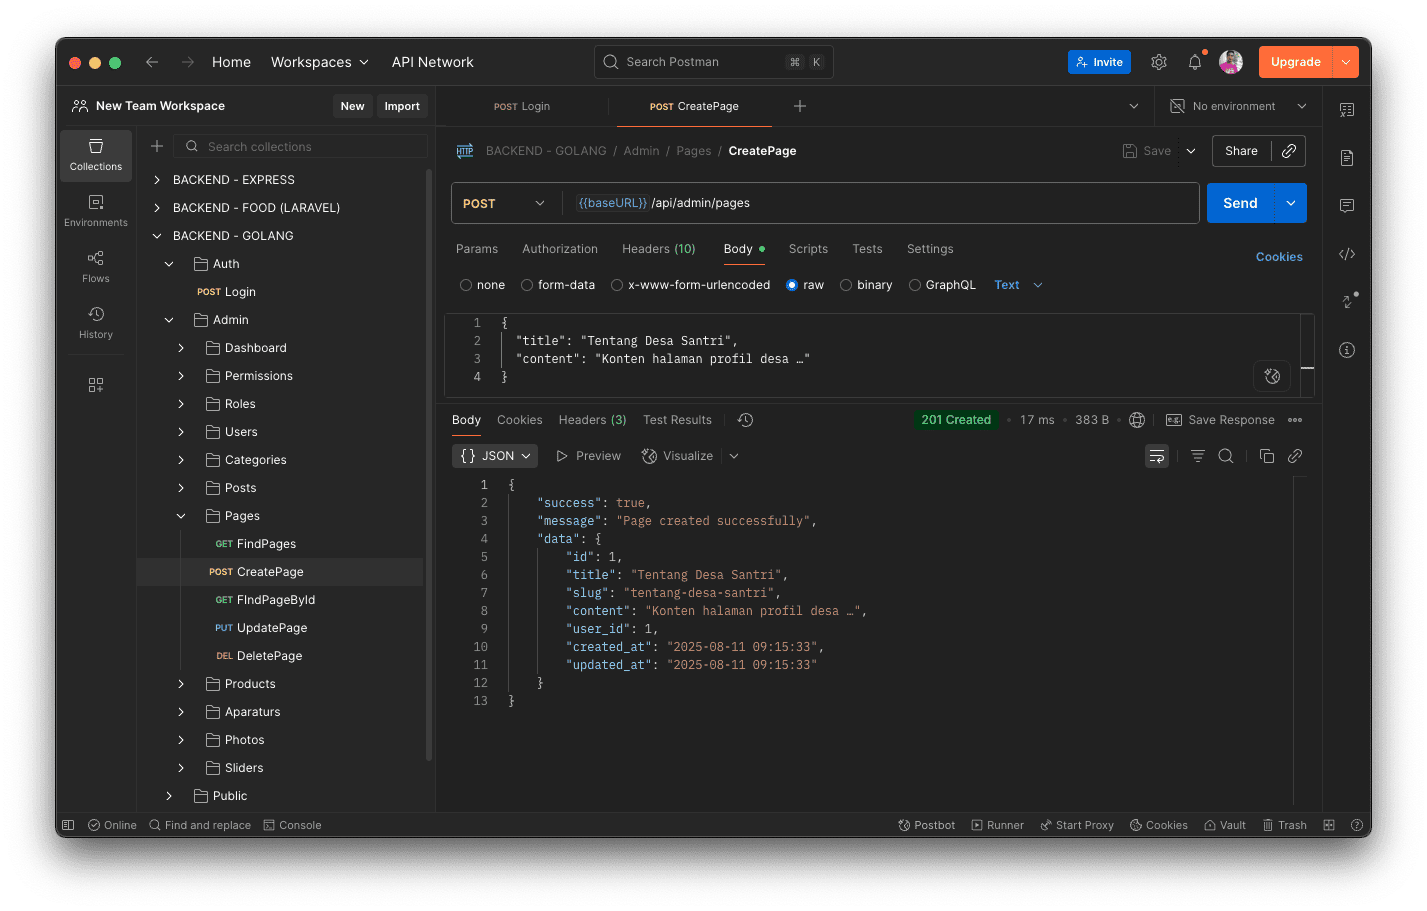 Home Workspaces API Network Search Postman ⌘ K Invite Upgrade
New Team Workspace New Import
POST Login POST CreatePage No environment
Collections
Environments
Flows
History
Search collections
BACKEND - EXPRESS
BACKEND - FOOD (LARAVEL)
BACKEND - GOLANG
Auth
POST Login
Admin
Dashboard
Permissions
Roles
Users
Categories
Posts
Pages
GET FindPages
POST CreatePage
GET FIndPageById
PUT UpdatePage
DEL DeletePage
Products
Aparaturs
Photos
Sliders
Public
HTTP BACKEND - GOLANG / Admin / Pages / CreatePage Save Share
POST {{baseURL}} /api/admin/pages Send
Params Authorization Headers (10) Body Scripts Tests Settings Cookies
none form-data x-www-form-urlencoded raw binary GraphQL Text
1 {
2 "title": "Tentang Desa Santri",
3 "content": "Konten halaman profil desa …"
4 }
Body Cookies Headers (3) Test Results 201 Created 17 ms 383 B e.g. Save Response
{} JSON Preview Visualize
1 {
2 "success": true,
3 "message": "Page created successfully",
4 "data": {
5 "id": 1,
6 "title": "Tentang Desa Santri",
7 "slug": "tentang-desa-santri",
8 "content": "Konten halaman profil desa …",
9 "user_id": 1,
10 "created_at": "2025-08-11 09:15:33",
11 "updated_at": "2025-08-11 09:15:33"
12 }
13 }
Online Find and replace Console Postbot Runner Start Proxy Cookies Vault Trash